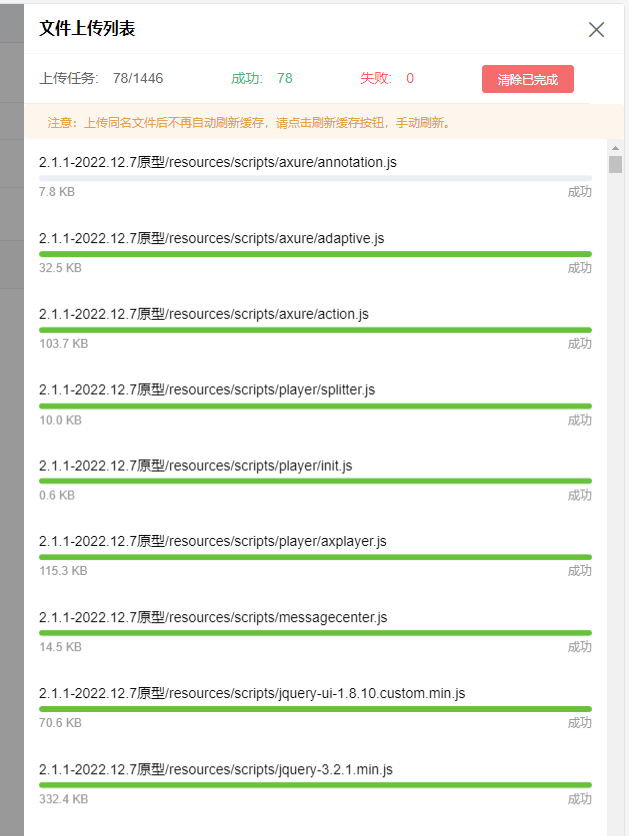 文件上传列表
上传任务: 78/1446 成功: 78 失败: 0 清除已完成
注意：上传同名文件后不再自动刷新缓存，请点击刷新缓存按钮，手动刷新。
2.1.1-2022.12.7原型/resources/scripts/axure/annotation.js
7.8 KB 成功
2.1.1-2022.12.7原型/resources/scripts/axure/adaptive.js
32.5 KB 成功
2.1.1-2022.12.7原型/resources/scripts/axure/action.js
103.7 KB 成功
2.1.1-2022.12.7原型/resources/scripts/player/splitter.js
10.0 KB 成功
2.1.1-2022.12.7原型/resources/scripts/player/init.js
0.6 KB 成功
2.1.1-2022.12.7原型/resources/scripts/player/axplayer.js
115.3 KB 成功
2.1.1-2022.12.7原型/resources/scripts/messagecenter.js
14.5 KB 成功
2.1.1-2022.12.7原型/resources/scripts/jquery-ui-1.8.10.custom.min.js
70.6 KB 成功
2.1.1-2022.12.7原型/resources/scripts/jquery-3.2.1.min.js
332.4 KB 成功